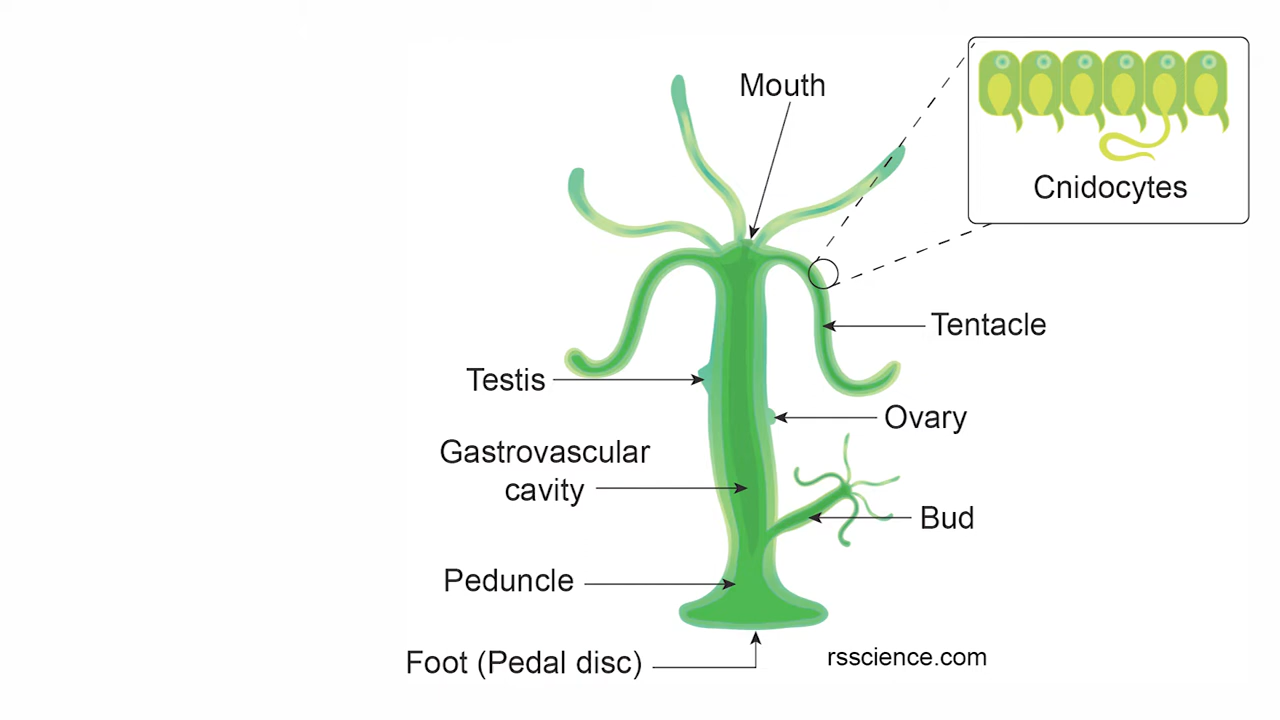 Mouth
Cnidocytes
Tentacle
Testis
Ovary
Gastrovascular
cavity
Bud
Peduncle
Foot (Pedal disc)
rsscience.com